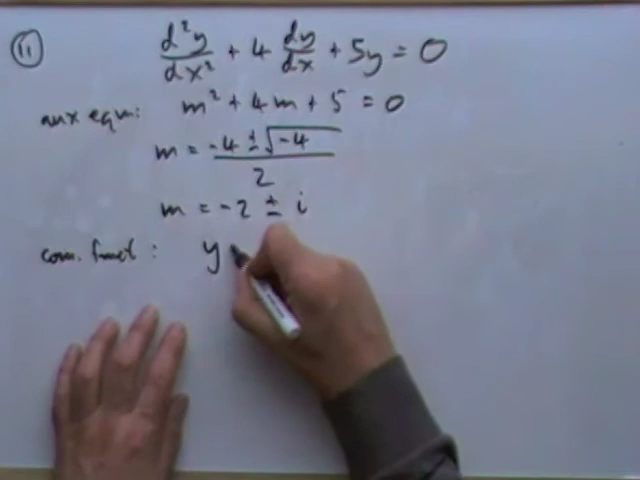 (11) d²y/dx² + 4 dy/dx + 5y = 0
aux eqn: m² + 4m + 5 = 0
m = -4 ± √-4 / 2
m = -2 ± i
com. funct : y